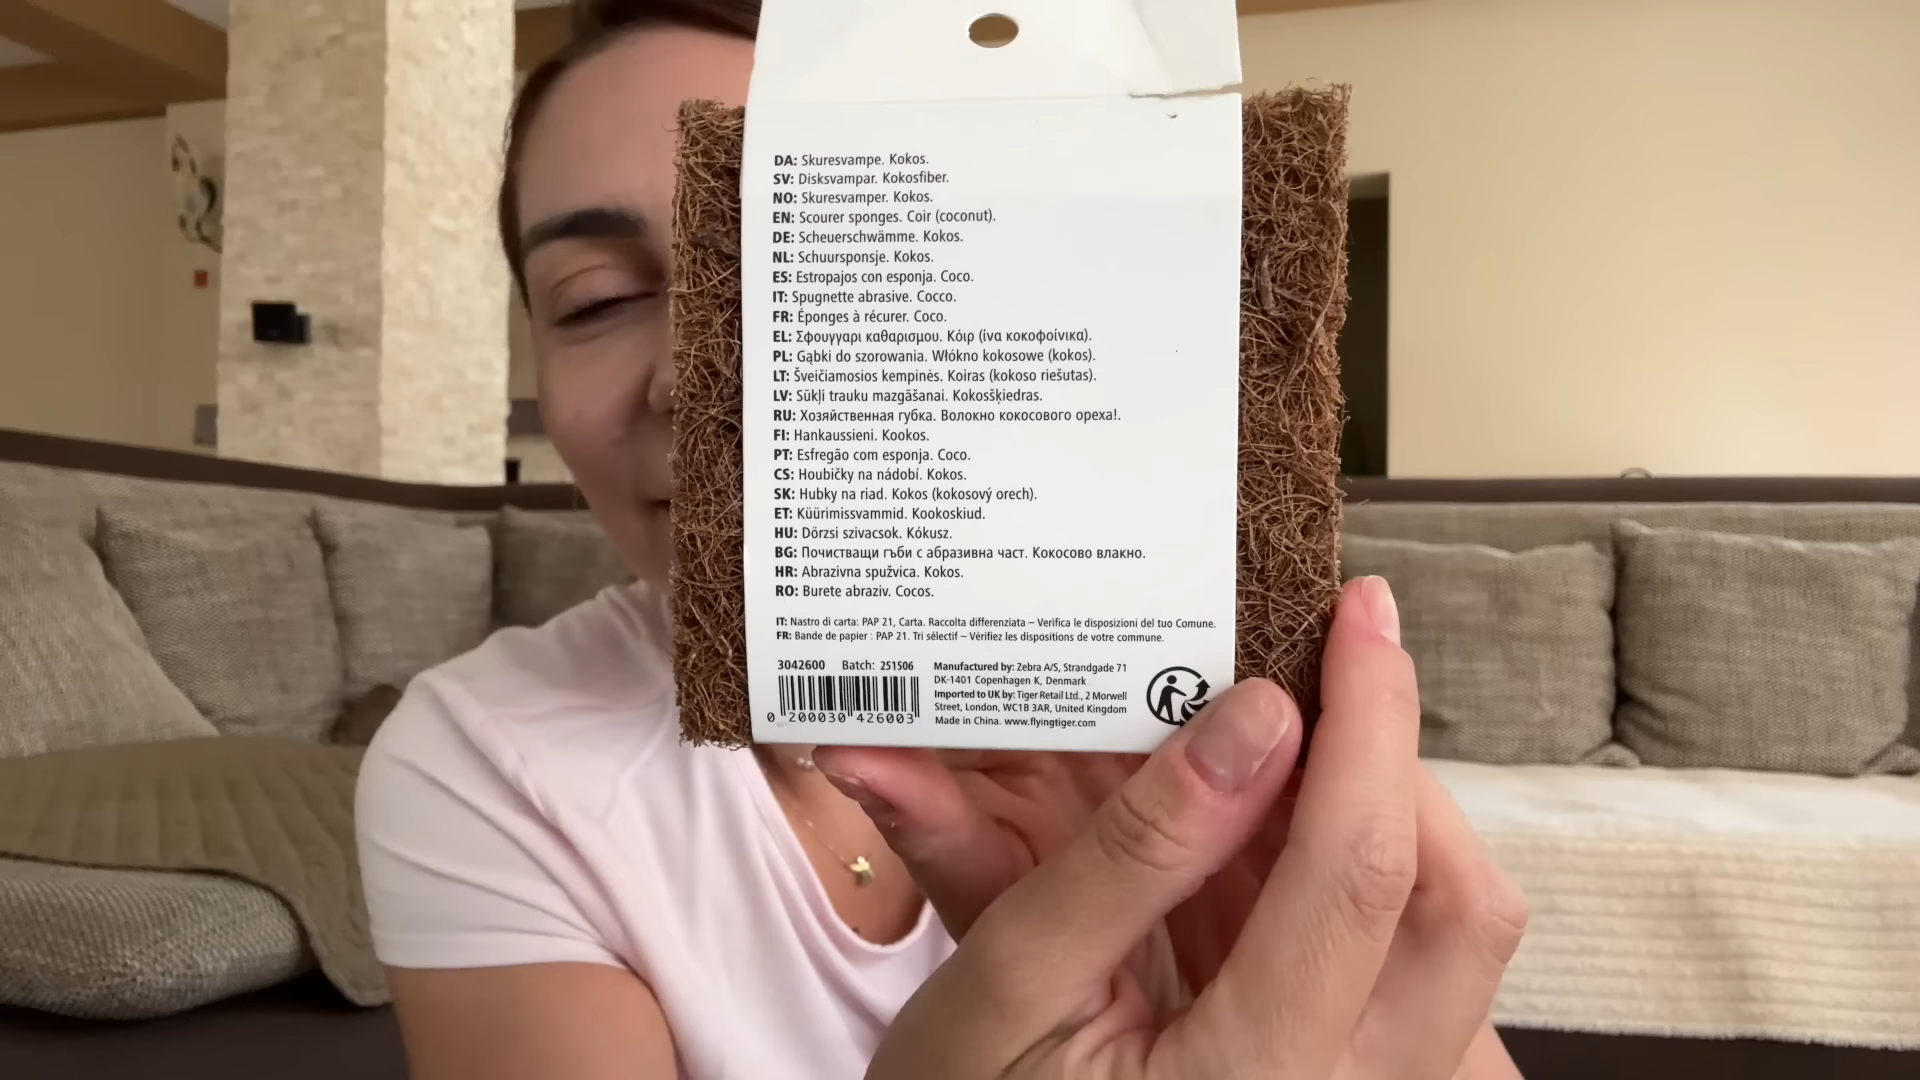 DA: Skuresvampe. Kokos.
SV: Disksvampar. Kokosfiber.
NO: Skuresvamper. Kokos.
EN: Scourer sponges. Coir (coconut).
DE: Scheuerschwämme. Kokos.
NL: Schuursponsje. Kokos.
ES: Estropajos con esponja. Coco.
IT: Spugnette abrasive. Cocco.
FR: Éponges à récurer. Coco.
EL: Σφουγγαρι καθαρισμου. Κόιρ (ίνα κοκοφοίνικα).
PL: Gąbki do szorowania. Włókno kokosowe (kokos).
LT: Šveičiamosios kempinės. Koiras (kokoso riešutas).
LV: Sūkļi trauku mazgāšanai. Kokosšķiedras.
RU: Хозяйственная губка. Волокно кокосового ореха!.
FI: Hankaussieni. Kookos.
PT: Esfregão com esponja. Coco.
CS: Houbičky na nádobí. Kokos.
SK: Hubky na riad. Kokos (kokosový orech).
ET: Küürimissvammid. Kookoskiud.
HU: Dörzsi szivacsok. Kókusz.
BG: Почистващи гъби с абразивна част. Кокосово влакно.
HR: Abrazivna spužvica. Kokos.
RO: Burete abraziv. Cocos.
IT: Nastro di carta: PAP 21, Carta. Raccolta differenziata – Verifica le disposizioni del tuo Comune.
FR: Bande de papier : PAP 21. Tri sélectif – Vérifiez les dispositions de votre commune.
3042600 Batch: 251506
0 200030 426003
Manufactured by: Zebra A/S, Strandgade 71
DK-1401 Copenhagen K, Denmark
Imported to UK by: Tiger Retail Ltd., 2 Morwell
Street, London, WC1B 3AR, United Kingdom
Made in China. www.flyingtiger.com